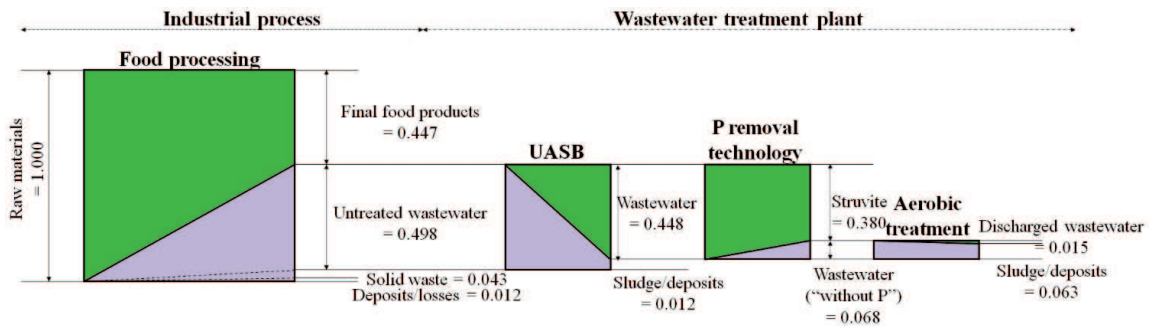 Industrial process
Wastewater treatment plant
Food processing
Raw materials
= 1.000
Final food products
= 0.447
Untreated wastewater
= 0.498
Solid waste = 0.043
Deposits/losses = 0.012
UASB
Wastewater
= 0.448
Sludge/deposits
= 0.012
P removal
technology
Struvite
= 0.380
Wastewater
(“without P”)
= 0.068
Aerobic
treatment
Discharged wastewater
= 0.015
Sludge/deposits
= 0.063